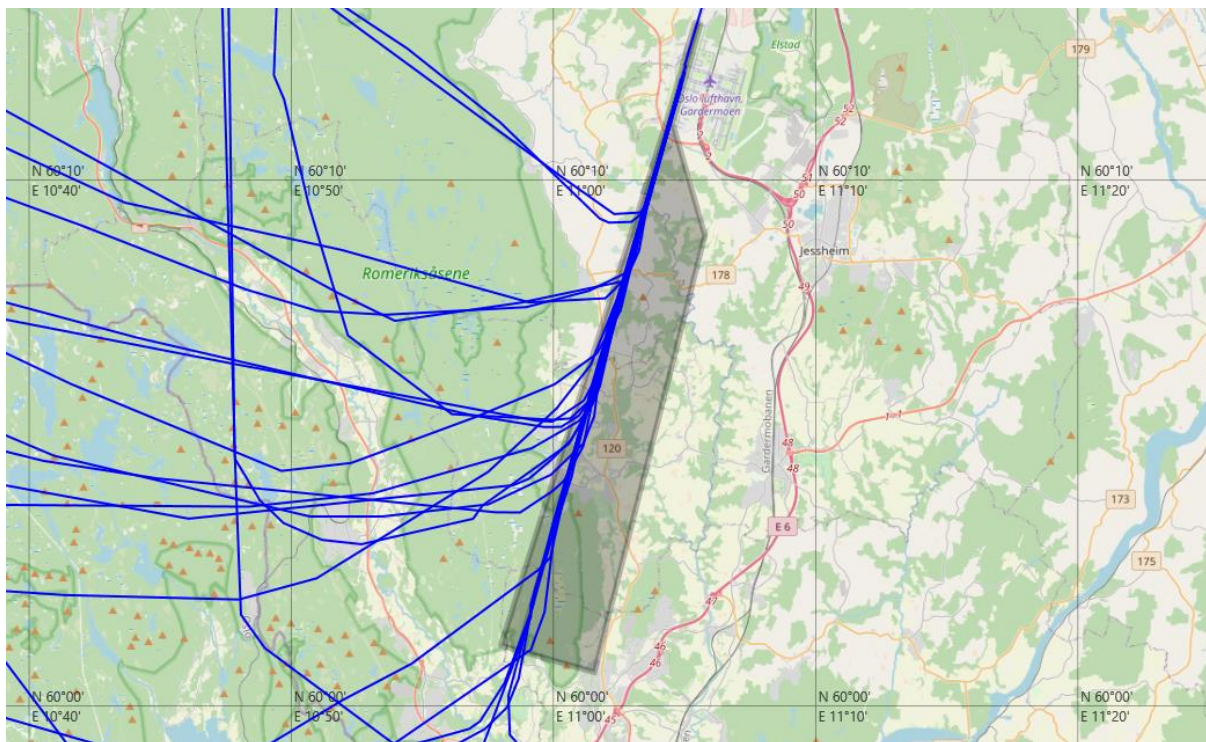 Elstad
179
Oslo lufthavn,
Gardermoen
52
52
2
2
N 60°10'
E 10°40'
N 60°10'
E 10°50'
N 60°10'
E 11°00'
N 60°10'
E 11°10'
N 60°10'
E 11°20'
51
50
50
Jessheim
Romeriksåsene
178
49
Gardermobanen
120
48
48
173
E 6
175
47
46
46
N 60°00'
E 10°40'
N 60°00'
E 10°50'
N 60°00'
E 11°00'
N 60°00'
E 11°10'
N 60°00'
E 11°20'
45